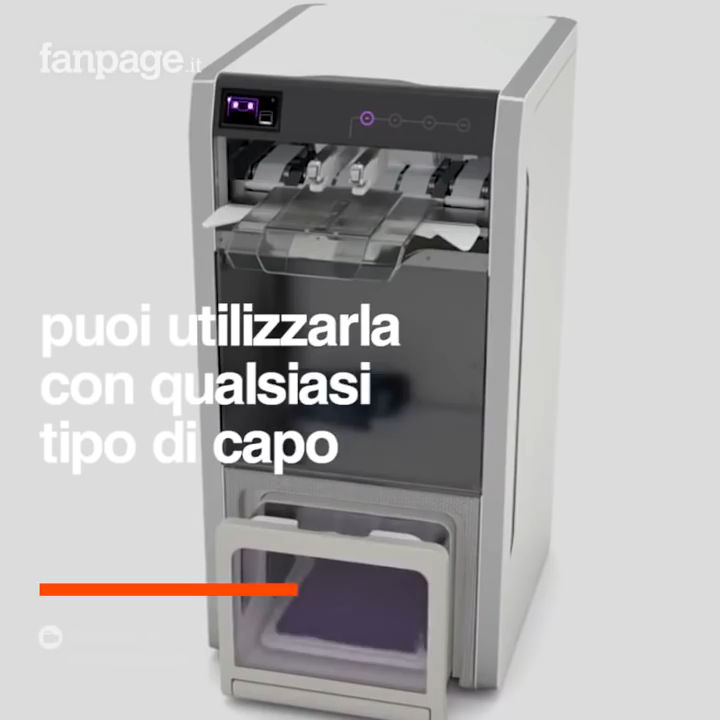 fanpage.it
puoi utilizzarla
con qualsiasi
tipo di capo